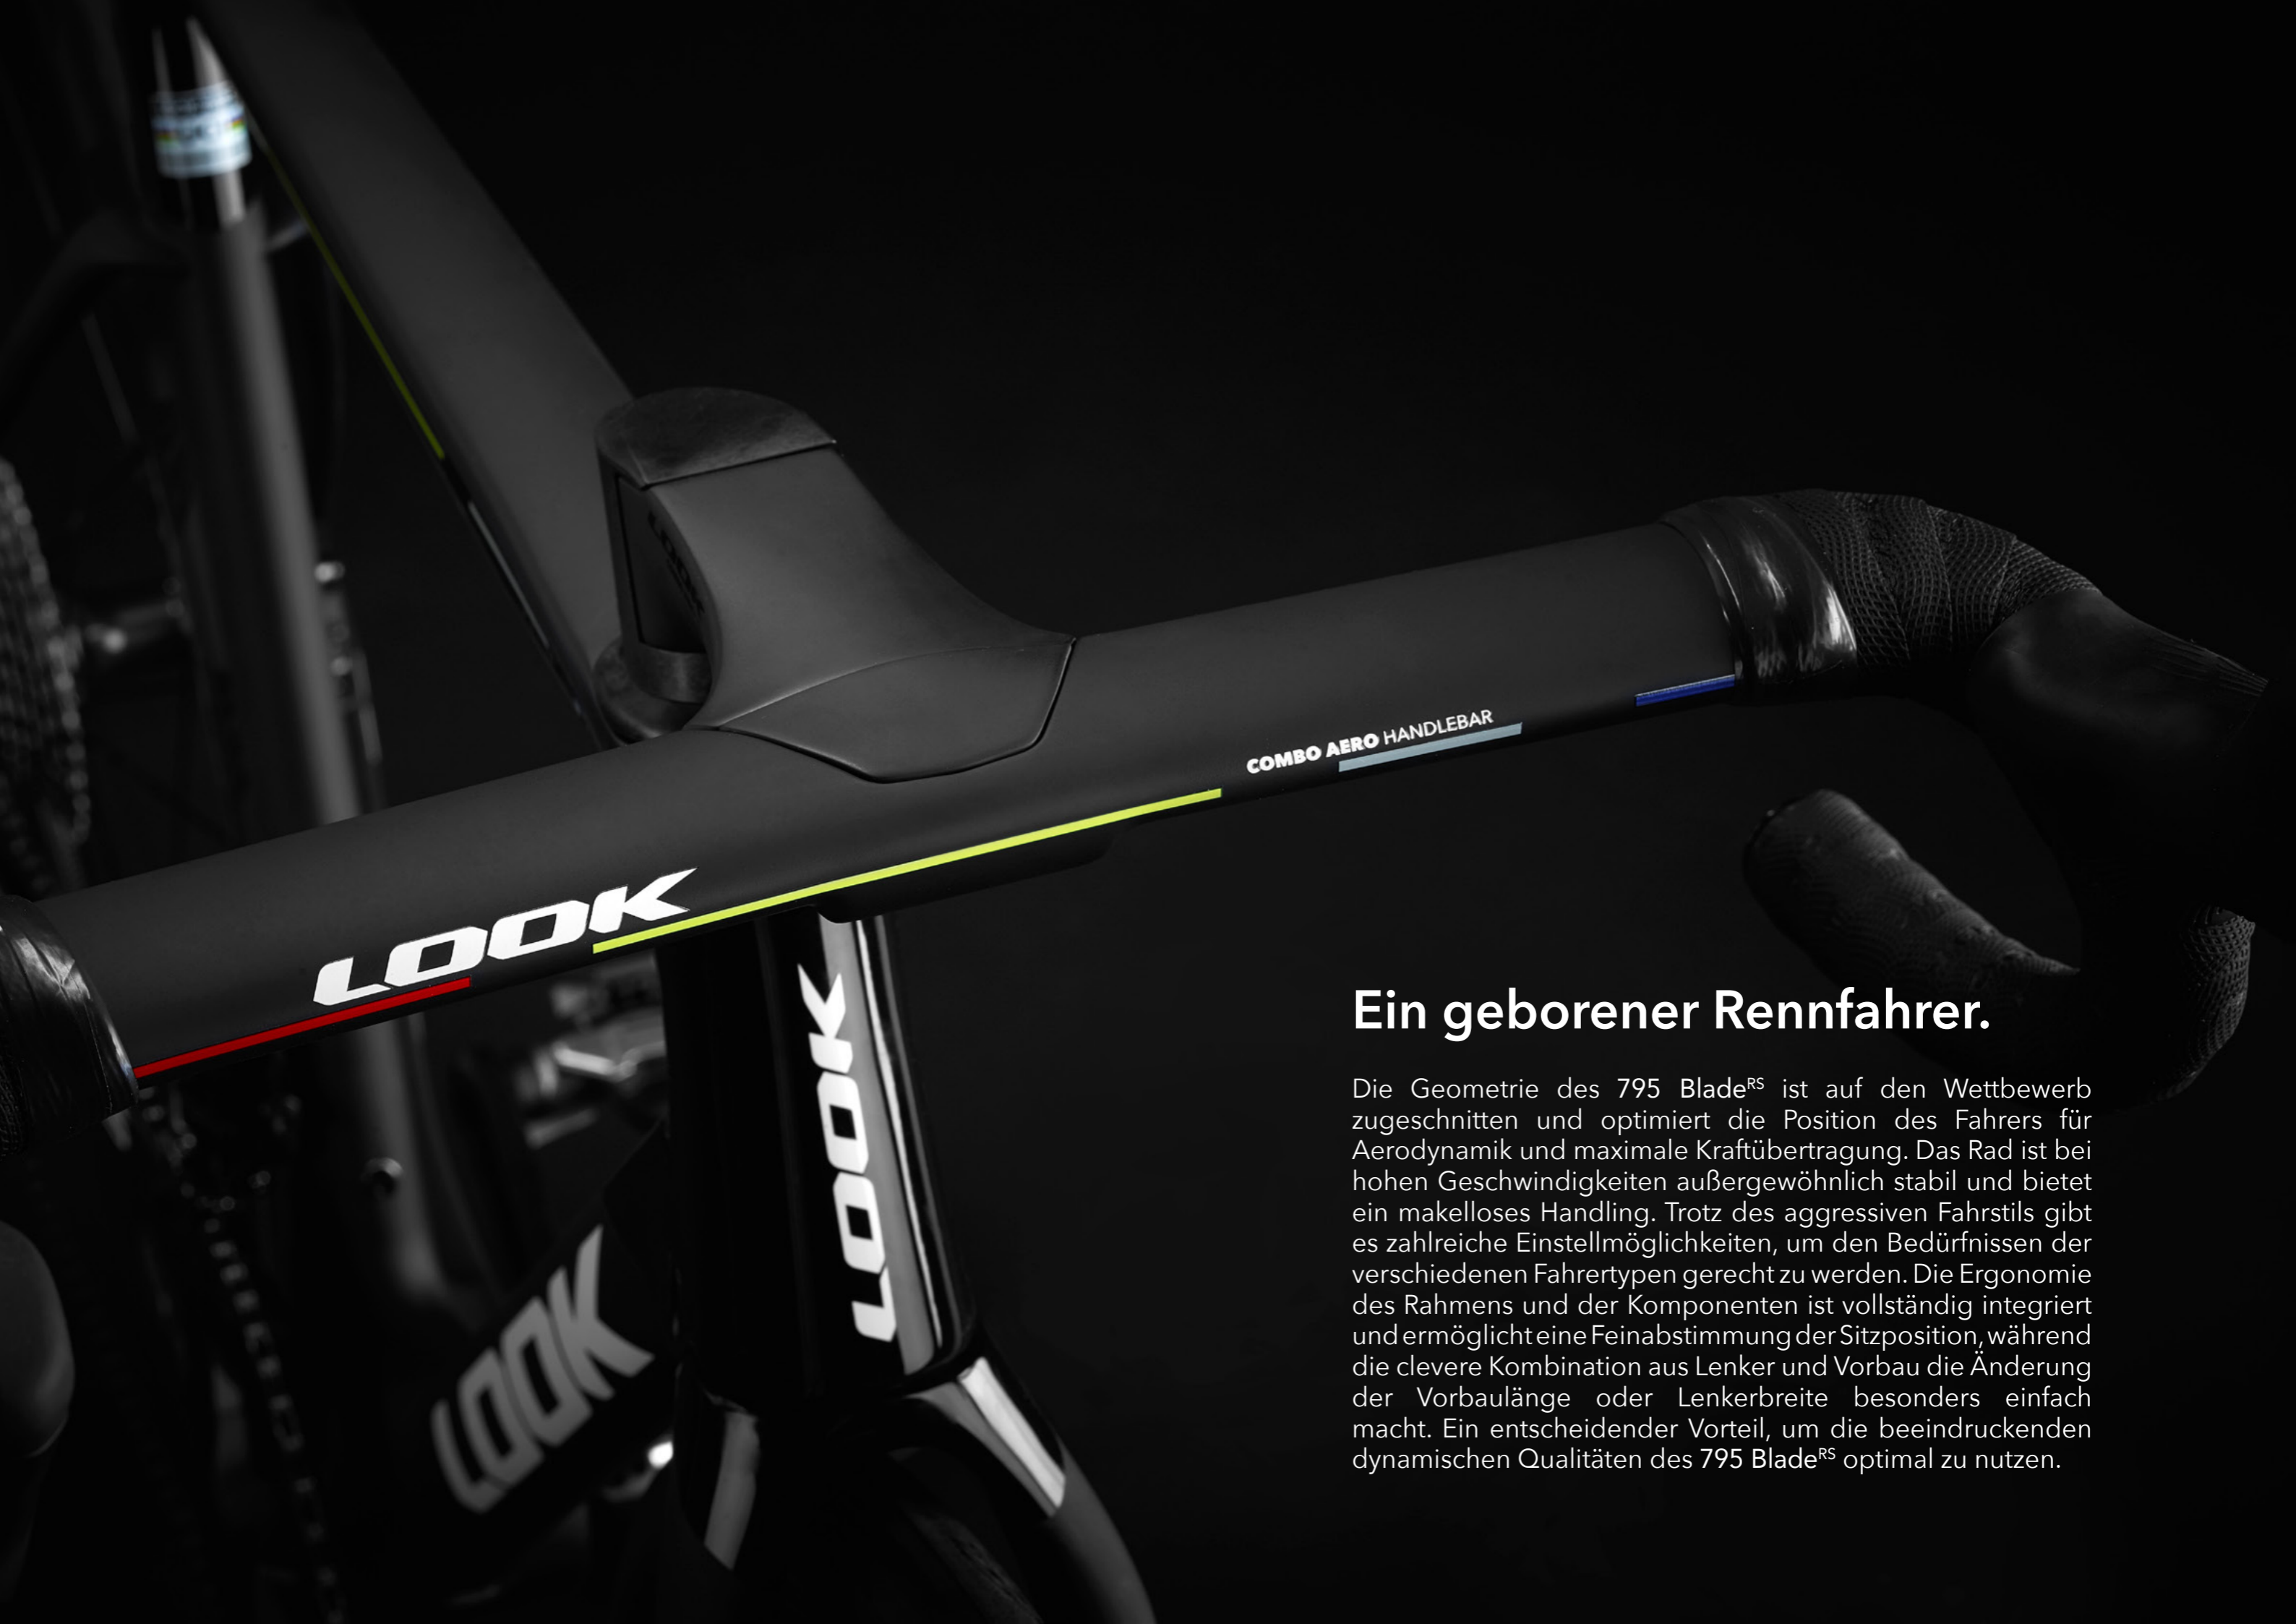 COMBO AERO HANDLEBAR
LOOK
LOOK
LOOK
Ein geborener Rennfahrer.
Die Geometrie des 795 Blade^RS ist auf den Wettbewerb
zugeschnitten und optimiert die Position des Fahrers für
Aerodynamik und maximale Kraftübertragung. Das Rad ist bei
hohen Geschwindigkeiten außergewöhnlich stabil und bietet
ein makelloses Handling. Trotz des aggressiven Fahrstils gibt
es zahlreiche Einstellmöglichkeiten, um den Bedürfnissen der
verschiedenen Fahrertypen gerecht zu werden. Die Ergonomie
des Rahmens und der Komponenten ist vollständig integriert
und ermöglicht eine Feinabstimmung der Sitzposition, während
die clevere Kombination aus Lenker und Vorbau die Änderung
der Vorbaulänge oder Lenkerbreite besonders einfach
macht. Ein entscheidender Vorteil, um die beeindruckenden
dynamischen Qualitäten des 795 Blade^RS optimal zu nutzen.